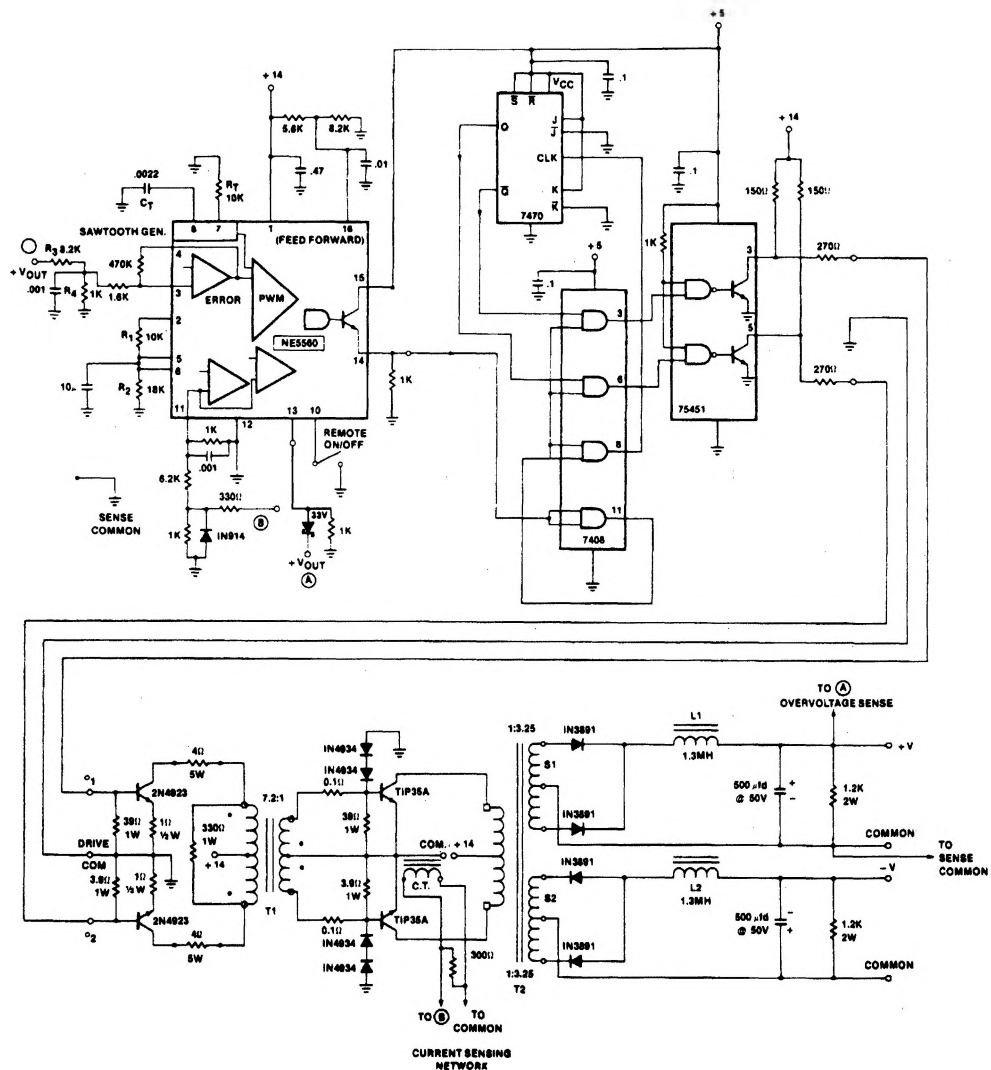 + 5
+ 14
5.6K
8.2K
.01
.47
.0022
C T
R T
10K
SAWTOOTH GEN.
8
7
1
16
(FEED FORWARD)
R3 8.2K
+ VOUT
.001
R4
1K
1.6K
470K
4
3
ERROR
PWM
15
NE5560
14
1K
2
R1
10K
5
6
10µ
R2
18K
11
12
13
10
REMOTE
ON/OFF
1K
.001
6.2K
330Ω
B
SENSE
COMMON
1K
IN914
33V
1K
+ VOUT
A
.1
VCC
S
R
Q
J
J
CLK
Q
K
K
7470
+ 5
.1
3
6
8
11
7408
.1
+ 14
150Ω
150Ω
1K
3
270Ω
5
270Ω
75451
1
2N4923
4Ω
5W
39Ω
1W
1Ω
½ W
DRIVE
COM
3.9Ω
1W
1Ω
½ W
2
2N4923
4Ω
5W
330Ω
1W
+ 14
7.2:1
T1
IN4934
IN4934
0.1Ω
TIP35A
39Ω
1W
COM.
+ 14
C.T.
3.9Ω
1W
0.1Ω
TIP35A
IN4934
IN4934
300Ω
TO B
TO
COMMON
CURRENT SENSING
NETWORK
1:3.25
1:3.25
T2
S1
IN3891
IN3891
L1
1.3MH
500 µfd
@ 50V
+
−
1.2K
2W
TO A
OVERVOLTAGE SENSE
+V
COMMON
TO
SENSE
COMMON
S2
IN3891
IN3891
L2
1.3MH
500 µfd
@ 50V
−
+
1.2K
2W
− V
COMMON